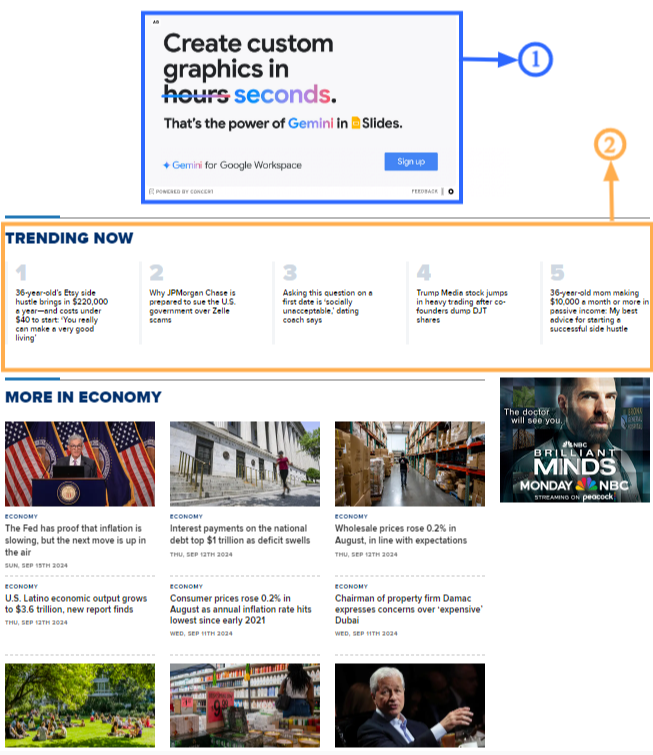 AD
Create custom
graphics in
hours seconds.
That's the power of Gemini in Slides.
Gemini for Google Workspace
Sign up
POWERED BY CONCERT
FEEDBACK
1
2
TRENDING NOW
1
36-year-old's Etsy side
hustle brings in $220,000
a year—and costs under
$40 to start: 'You really
can make a very good
living'
2
Why JPMorgan Chase is
prepared to sue the U.S.
government over Zelle
scams
3
Asking this question on a
first date is 'socially
unacceptable,' dating
coach says
4
Trump Media stock jumps
in heavy trading after co-
founders dump DJT
shares
5
36-year-old mom making
$10,000 a month or more in
passive income: My best
advice for starting a
successful side hustle
MORE IN ECONOMY
The doctor
will see you.
NBC
BRILLIANT
MINDS
MONDAY NBC
STREAMING ON peacock
ECONOMY
The Fed has proof that inflation is
slowing, but the next move is up in
the air
SUN, SEP 15TH 2024
ECONOMY
Interest payments on the national
debt top $1 trillion as deficit swells
THU, SEP 12TH 2024
ECONOMY
Wholesale prices rose 0.2% in
August, in line with expectations
THU, SEP 12TH 2024
ECONOMY
U.S. Latino economic output grows
to $3.6 trillion, new report finds
THU, SEP 12TH 2024
ECONOMY
Consumer prices rose 0.2% in
August as annual inflation rate hits
lowest since early 2021
WED, SEP 11TH 2024
ECONOMY
Chairman of property firm Damac
expresses concerns over 'expensive'
Dubai
WED, SEP 11TH 2024